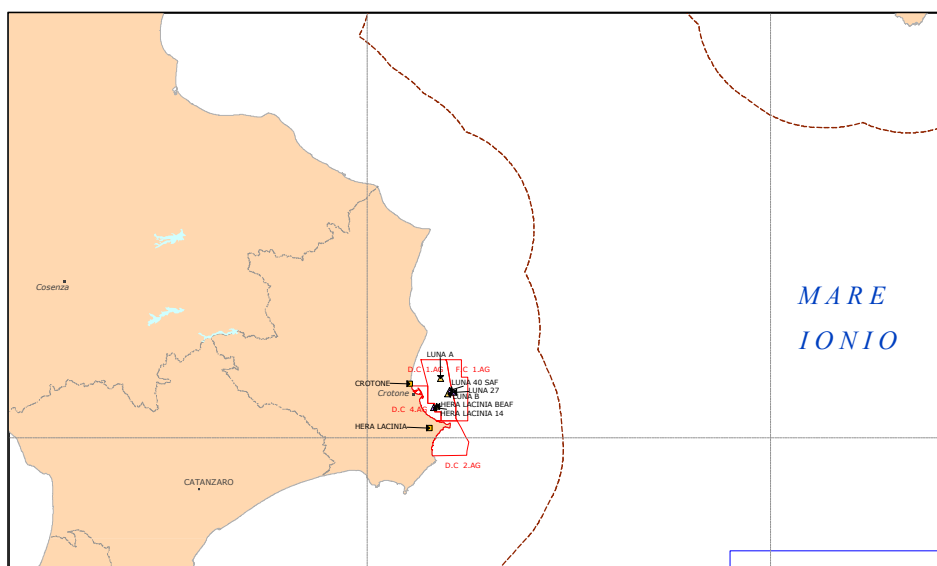 Cosenza
MARE
IONIO
LUNA A
D.C 1.AG
F.C 1.AG
CROTONE
LUNA 40 SAF
LUNA 27
Crotone
LUNA B
HERA LACINIA BEAF
D.C 4.AG
HERA LACINIA 14
HERA LACINIA
D.C 2.AG
CATANZARO